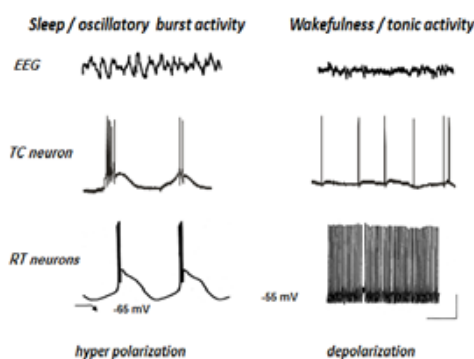 Sleep / oscillatory burst activity
Wakefulness / tonic activity
EEG
TC neuron
RT neurons
-65 mV
-55 mV
hyper polarization
depolarization